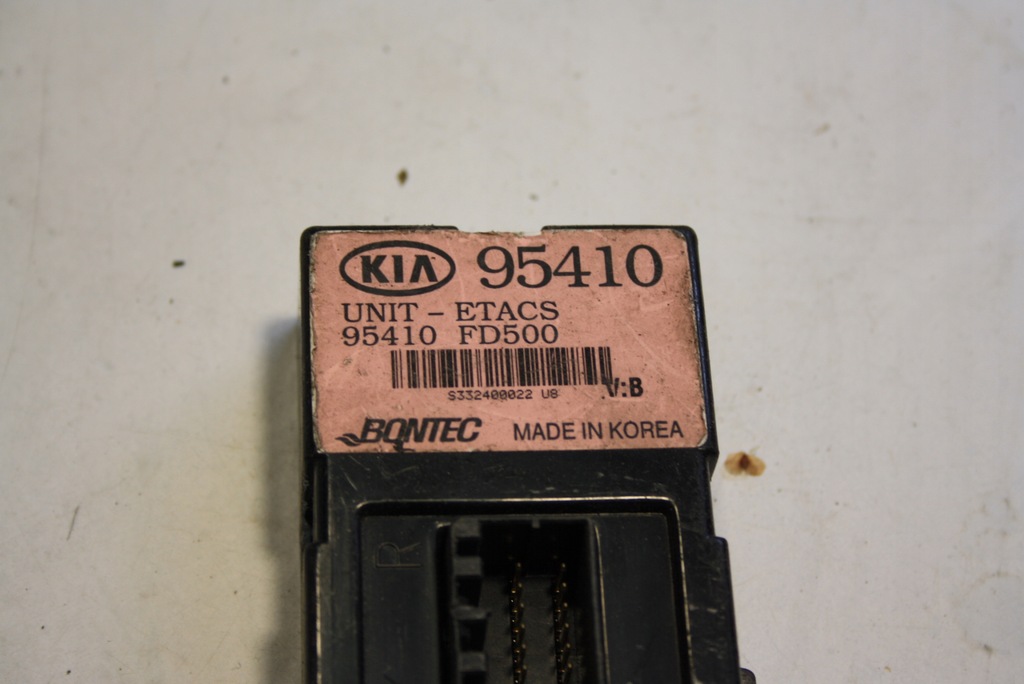 KIA 95410
UNIT - ETACS
95410 FD500
S332400022 U8
V:B
BONTEC MADE IN KOREA
R